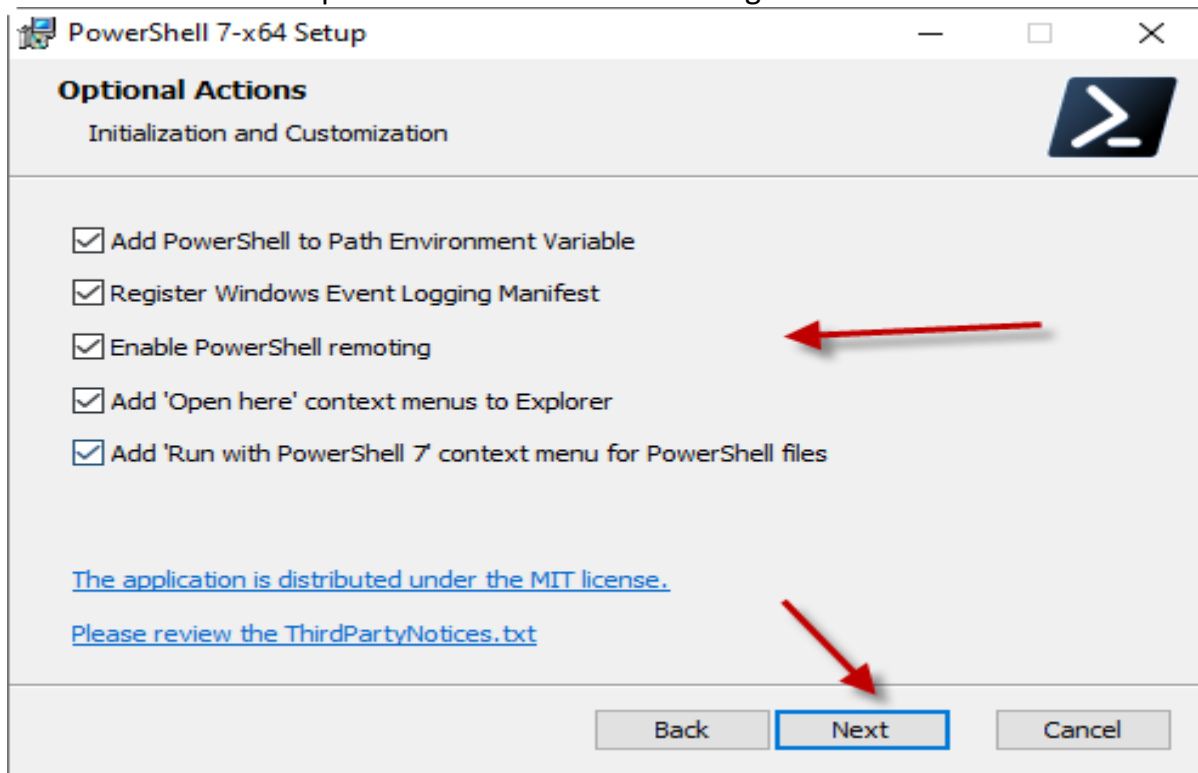 PowerShell 7-x64 Setup
Optional Actions
Initialization and Customization
Add PowerShell to Path Environment Variable
Register Windows Event Logging Manifest
Enable PowerShell remoting
Add 'Open here' context menus to Explorer
Add 'Run with PowerShell 7' context menu for PowerShell files
The application is distributed under the MIT license.
Please review the ThirdPartyNotices.txt
Back Next Cancel